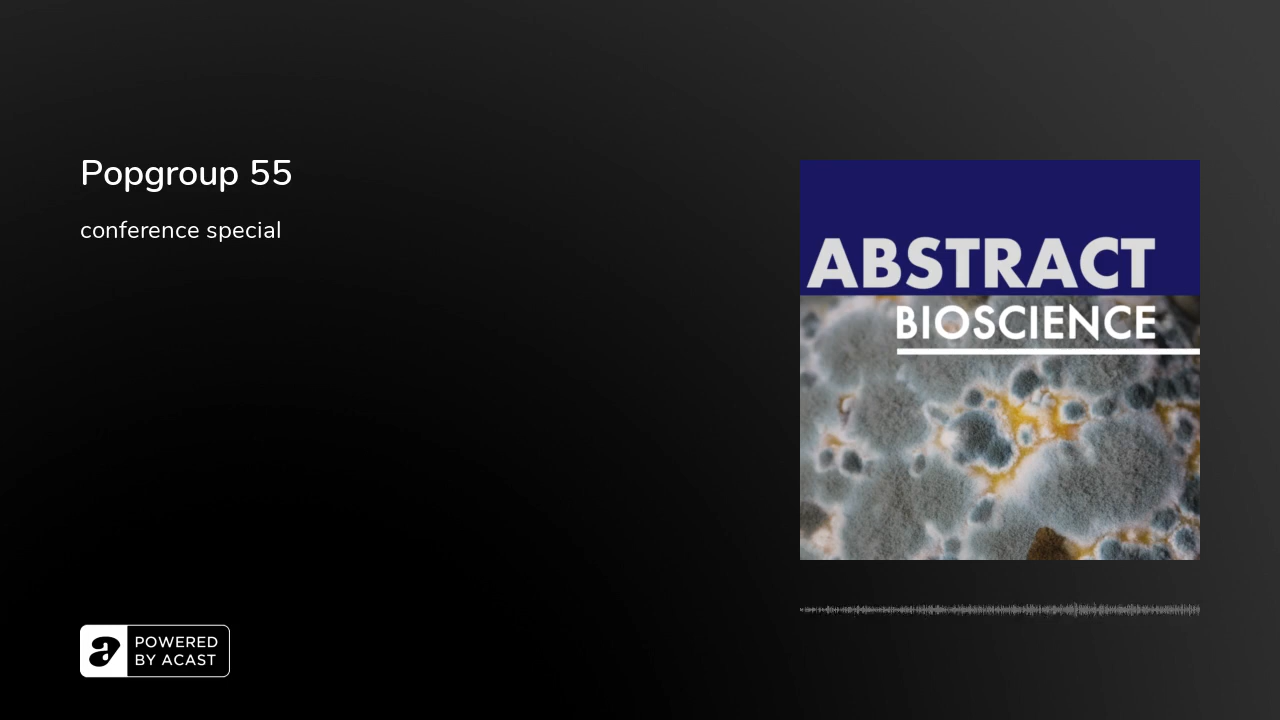 Popgroup 55
conference special
ABSTRACT
BIOSCIENCE
a POWERED
BY ACAST